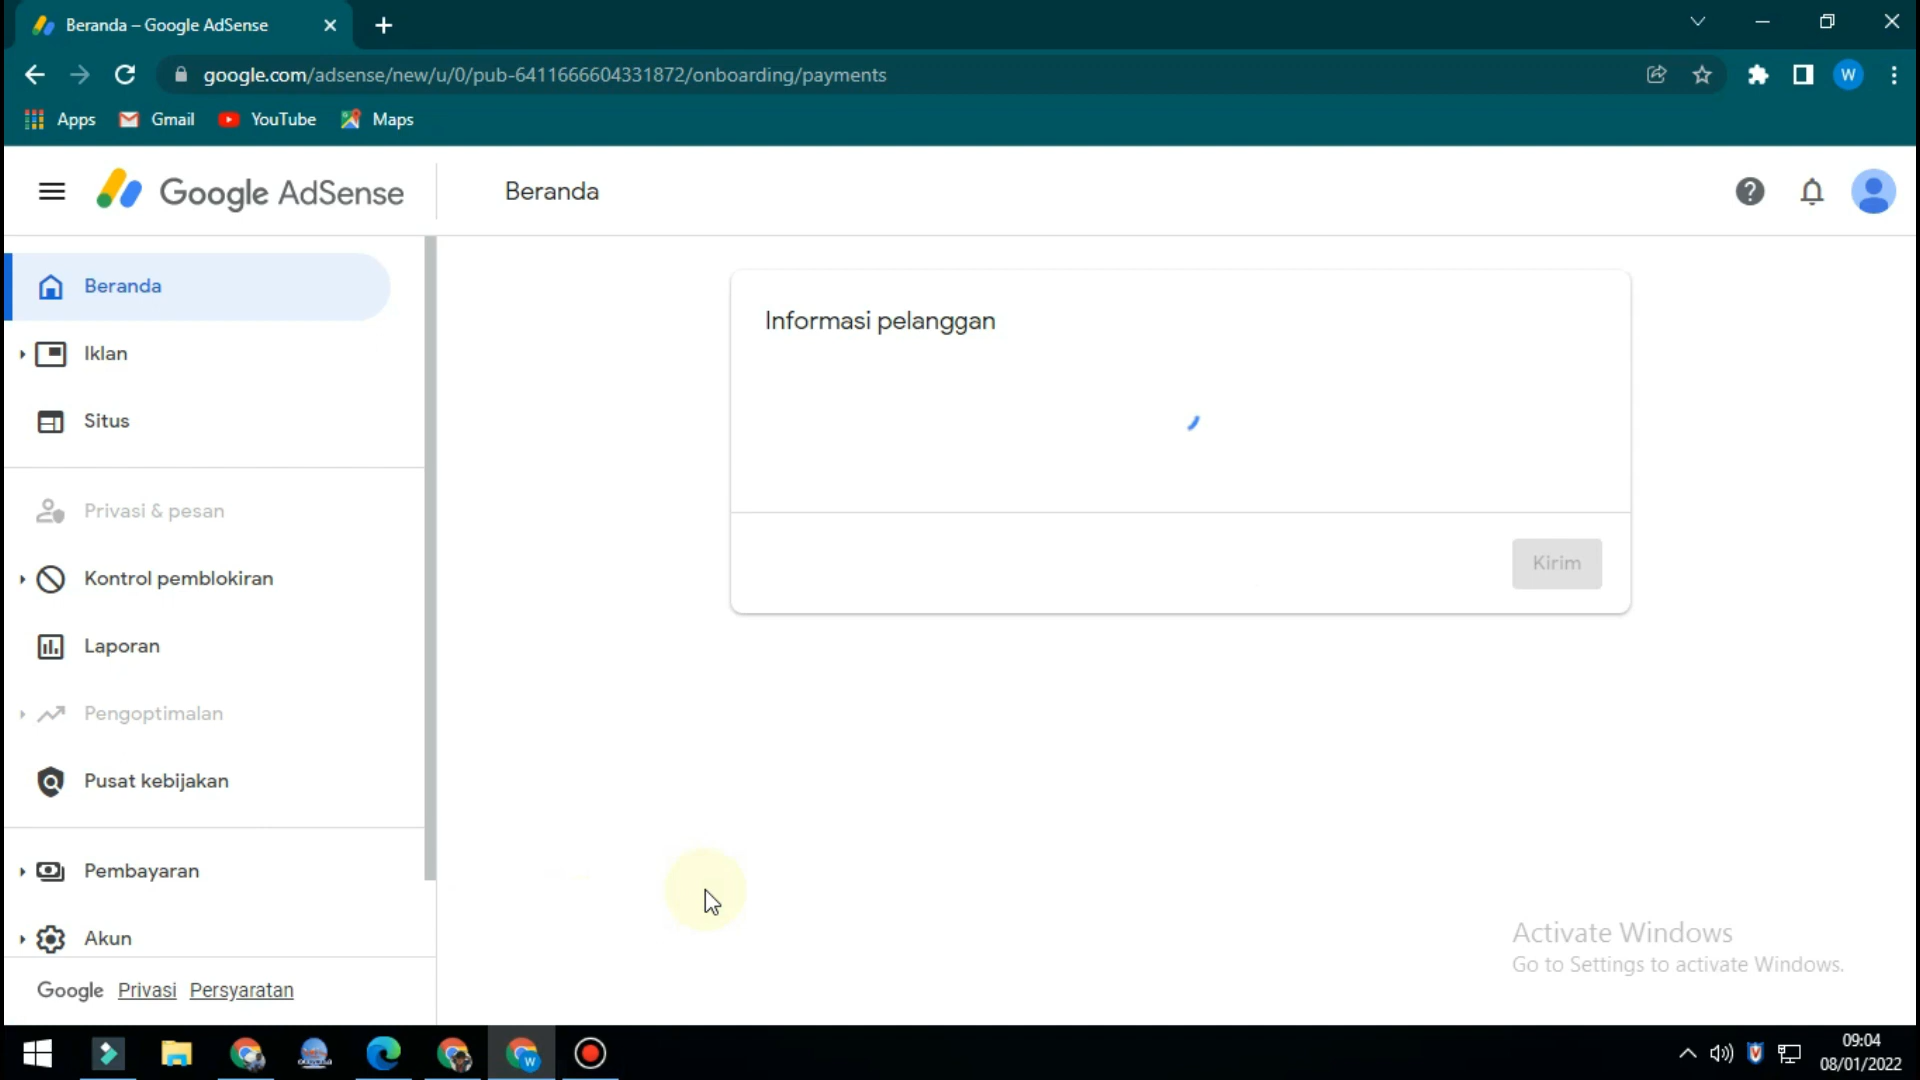 Beranda – Google AdSense
google.com/adsense/new/u/0/pub-6411666604331872/onboarding/payments
W
Apps
Gmail
YouTube
Maps
Google AdSense
Beranda
Beranda
Iklan
Situs
Privasi & pesan
Kontrol pemblokiran
Laporan
Pengoptimalan
Pusat kebijakan
Pembayaran
Akun
Google Privasi Persyaratan
Informasi pelanggan
Kirim
Activate Windows
Go to Settings to activate Windows.
W
09:04
08/01/2022